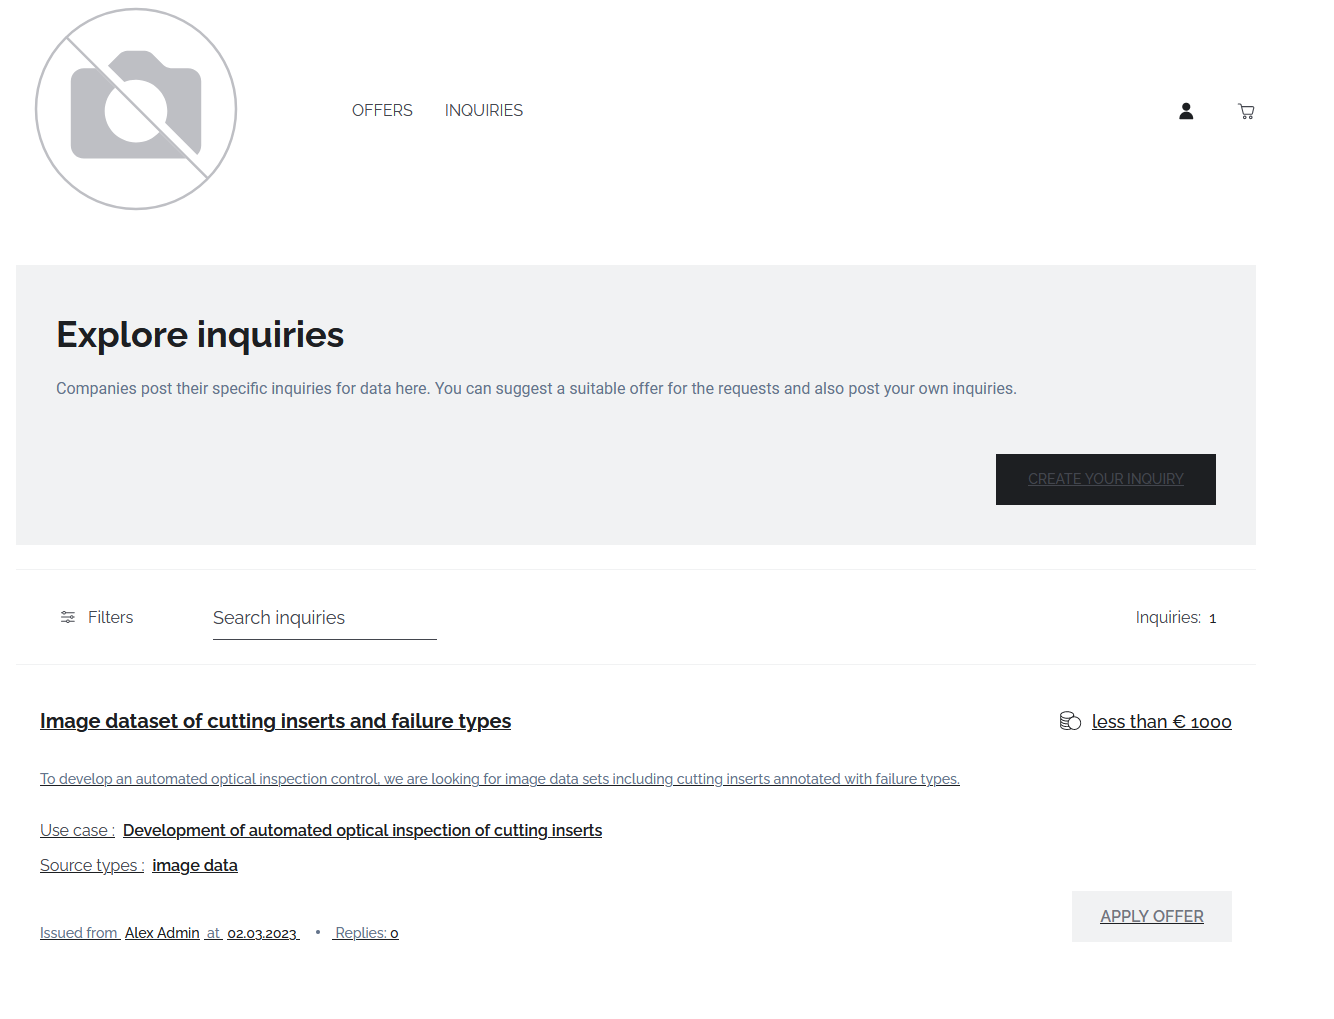 OFFERS INQUIRIES
Explore inquiries
Companies post their specific inquiries for data here. You can suggest a suitable offer for the requests and also post your own inquiries.
CREATE YOUR INQUIRY
Filters Search inquiries Inquiries: 1
Image dataset of cutting inserts and failure types less than € 1000
To develop an automated optical inspection control, we are looking for image data sets including cutting inserts annotated with failure types.
Use case : Development of automated optical inspection of cutting inserts
Source types : image data
APPLY OFFER
Issued from Alex Admin at 02.03.2023 • Replies: 0